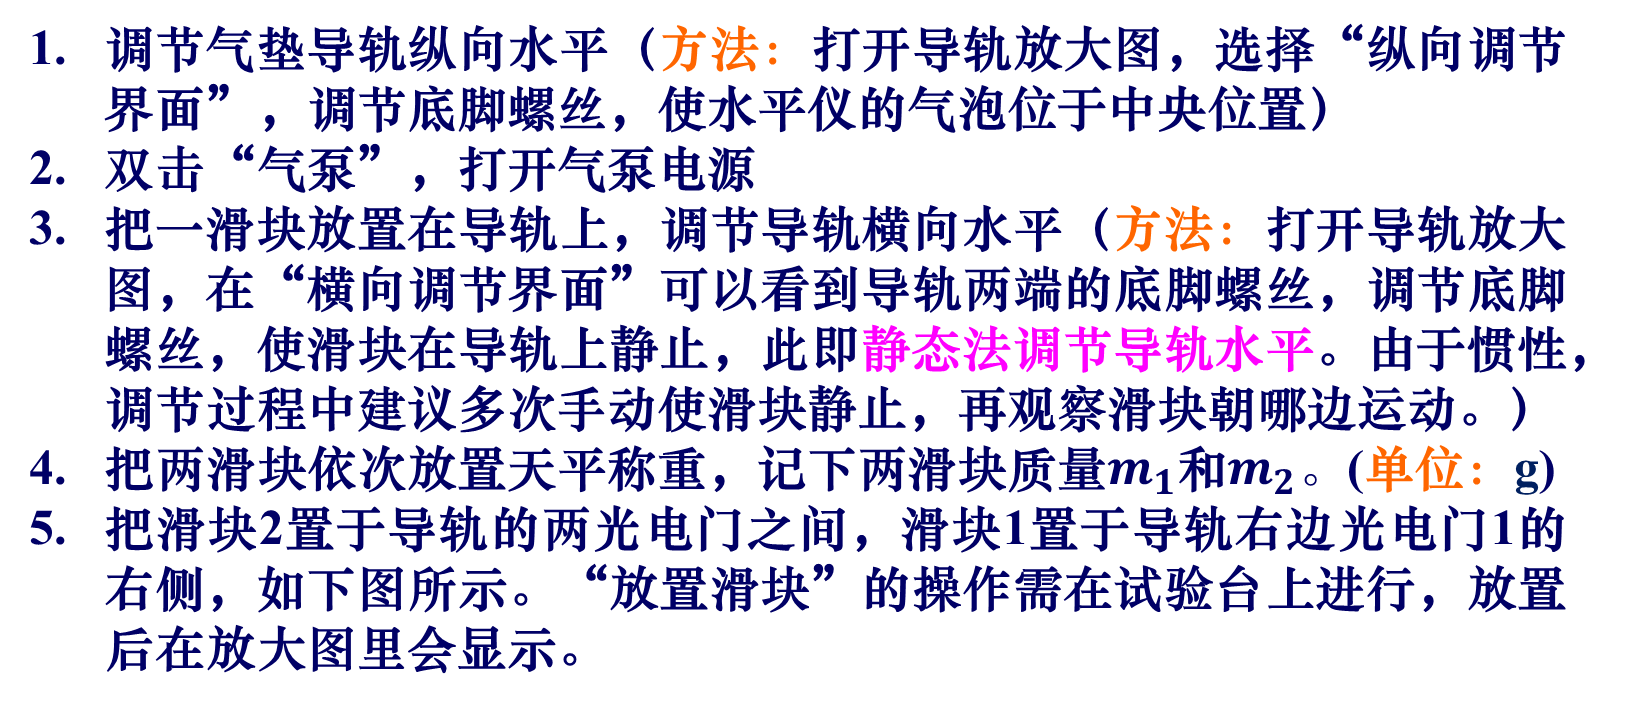 1. 调节气垫导轨纵向水平（方法：打开导轨放大图，选择“纵向调节
界面”，调节底脚螺丝，使水平仪的气泡位于中央位置）
2. 双击“气泵”，打开气泵电源
3. 把一滑块放置在导轨上，调节导轨横向水平（方法：打开导轨放大
图，在“横向调节界面”可以看到导轨两端的底脚螺丝，调节底脚
螺丝，使滑块在导轨上静止，此即静态法调节导轨水平。由于惯性，
调节过程中建议多次手动使滑块静止，再观察滑块朝哪边运动。）
4. 把两滑块依次放置天平称重，记下两滑块质量m₁和m₂。(单位：g)
5. 把滑块2置于导轨的两光电门之间，滑块1置于导轨右边光电门1的
右侧，如下图所示。“放置滑块”的操作需在试验台上进行，放置
后在放大图里会显示。